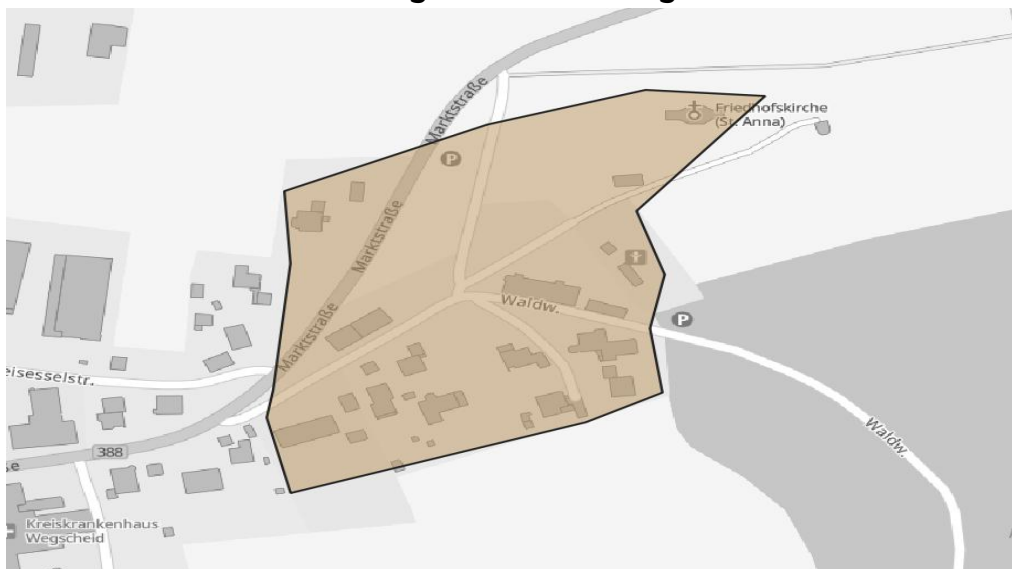 Marktstraße
P
Friedhofskirche
(St. Anna)
Marktstraße
Waldw.
Marktstraße
P
eisesselstr.
388
Waldw.
Kreiskrankenhaus
Wegscheid